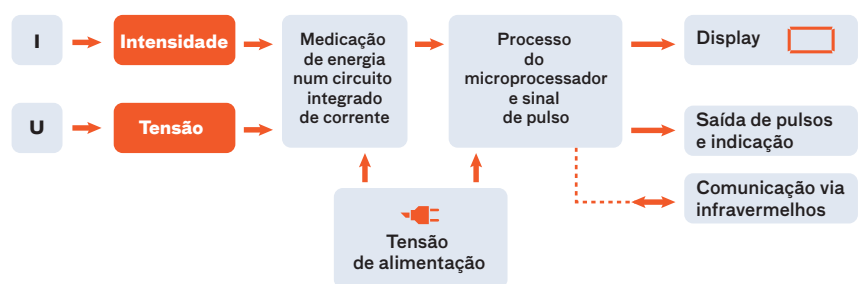 I
Intensidade
Medicação
de energia
num circuito
integrado
de corrente
Processo
do
microprocessador
e sinal
de pulso
Display
U
Tensão
Saída de pulsos
e indicação
Comunicação via
infravermelhos
Tensão
de alimentação